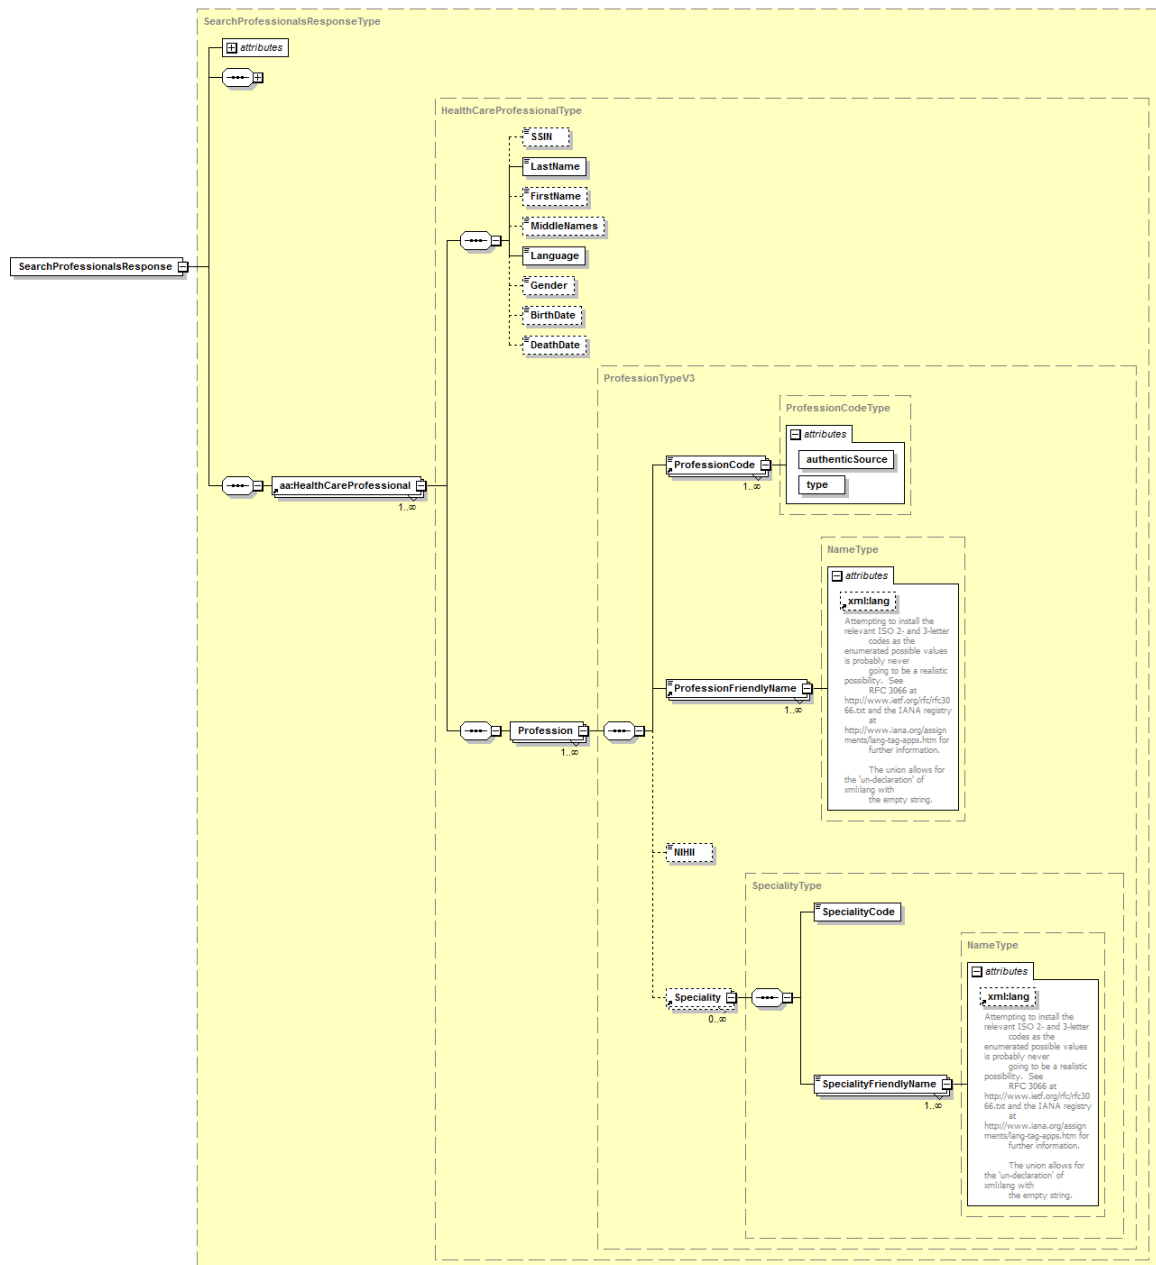 SearchProfessionalsResponseType
attributes
HealthCareProfessionalType
SSIN
LastName
FirstName
MiddleNames
Language
SearchProfessionalsResponse
Gender
BirthDate
DeathDate
ProfessionTypeV3
ProfessionCodeType
attributes
ProfessionCode
authenticSource
1..∞
type
aa:HealthCareProfessional
1..∞
NameType
attributes
xml:lang
Attempting to install the
relevant ISO 2- and 3-letter
codes as the
enumerated possible values
is probably never
going to be a realistic
possibility. See
RFC 3066 at
http://www.ietf.org/rfc/rfc30
66.txt and the IANA registry
at
http://www.iana.org/assign
ments/lang-tag-apps.htm for
further information.
The union allows for
the 'un-declaration' of
xml:lang with
the empty string.
ProfessionFriendlyName
1..∞
Profession
1..∞
NIHII
SpecialityType
SpecialityCode
NameType
attributes
Speciality
0..∞
xml:lang
Attempting to install the
relevant ISO 2- and 3-letter
codes as the
enumerated possible values
is probably never
going to be a realistic
possibility. See
RFC 3066 at
http://www.ietf.org/rfc/rfc30
66.txt and the IANA registry
at
http://www.iana.org/assign
ments/lang-tag-apps.htm for
further information.
The union allows for
the 'un-declaration' of
xml:lang with
the empty string.
SpecialityFriendlyName
1..∞